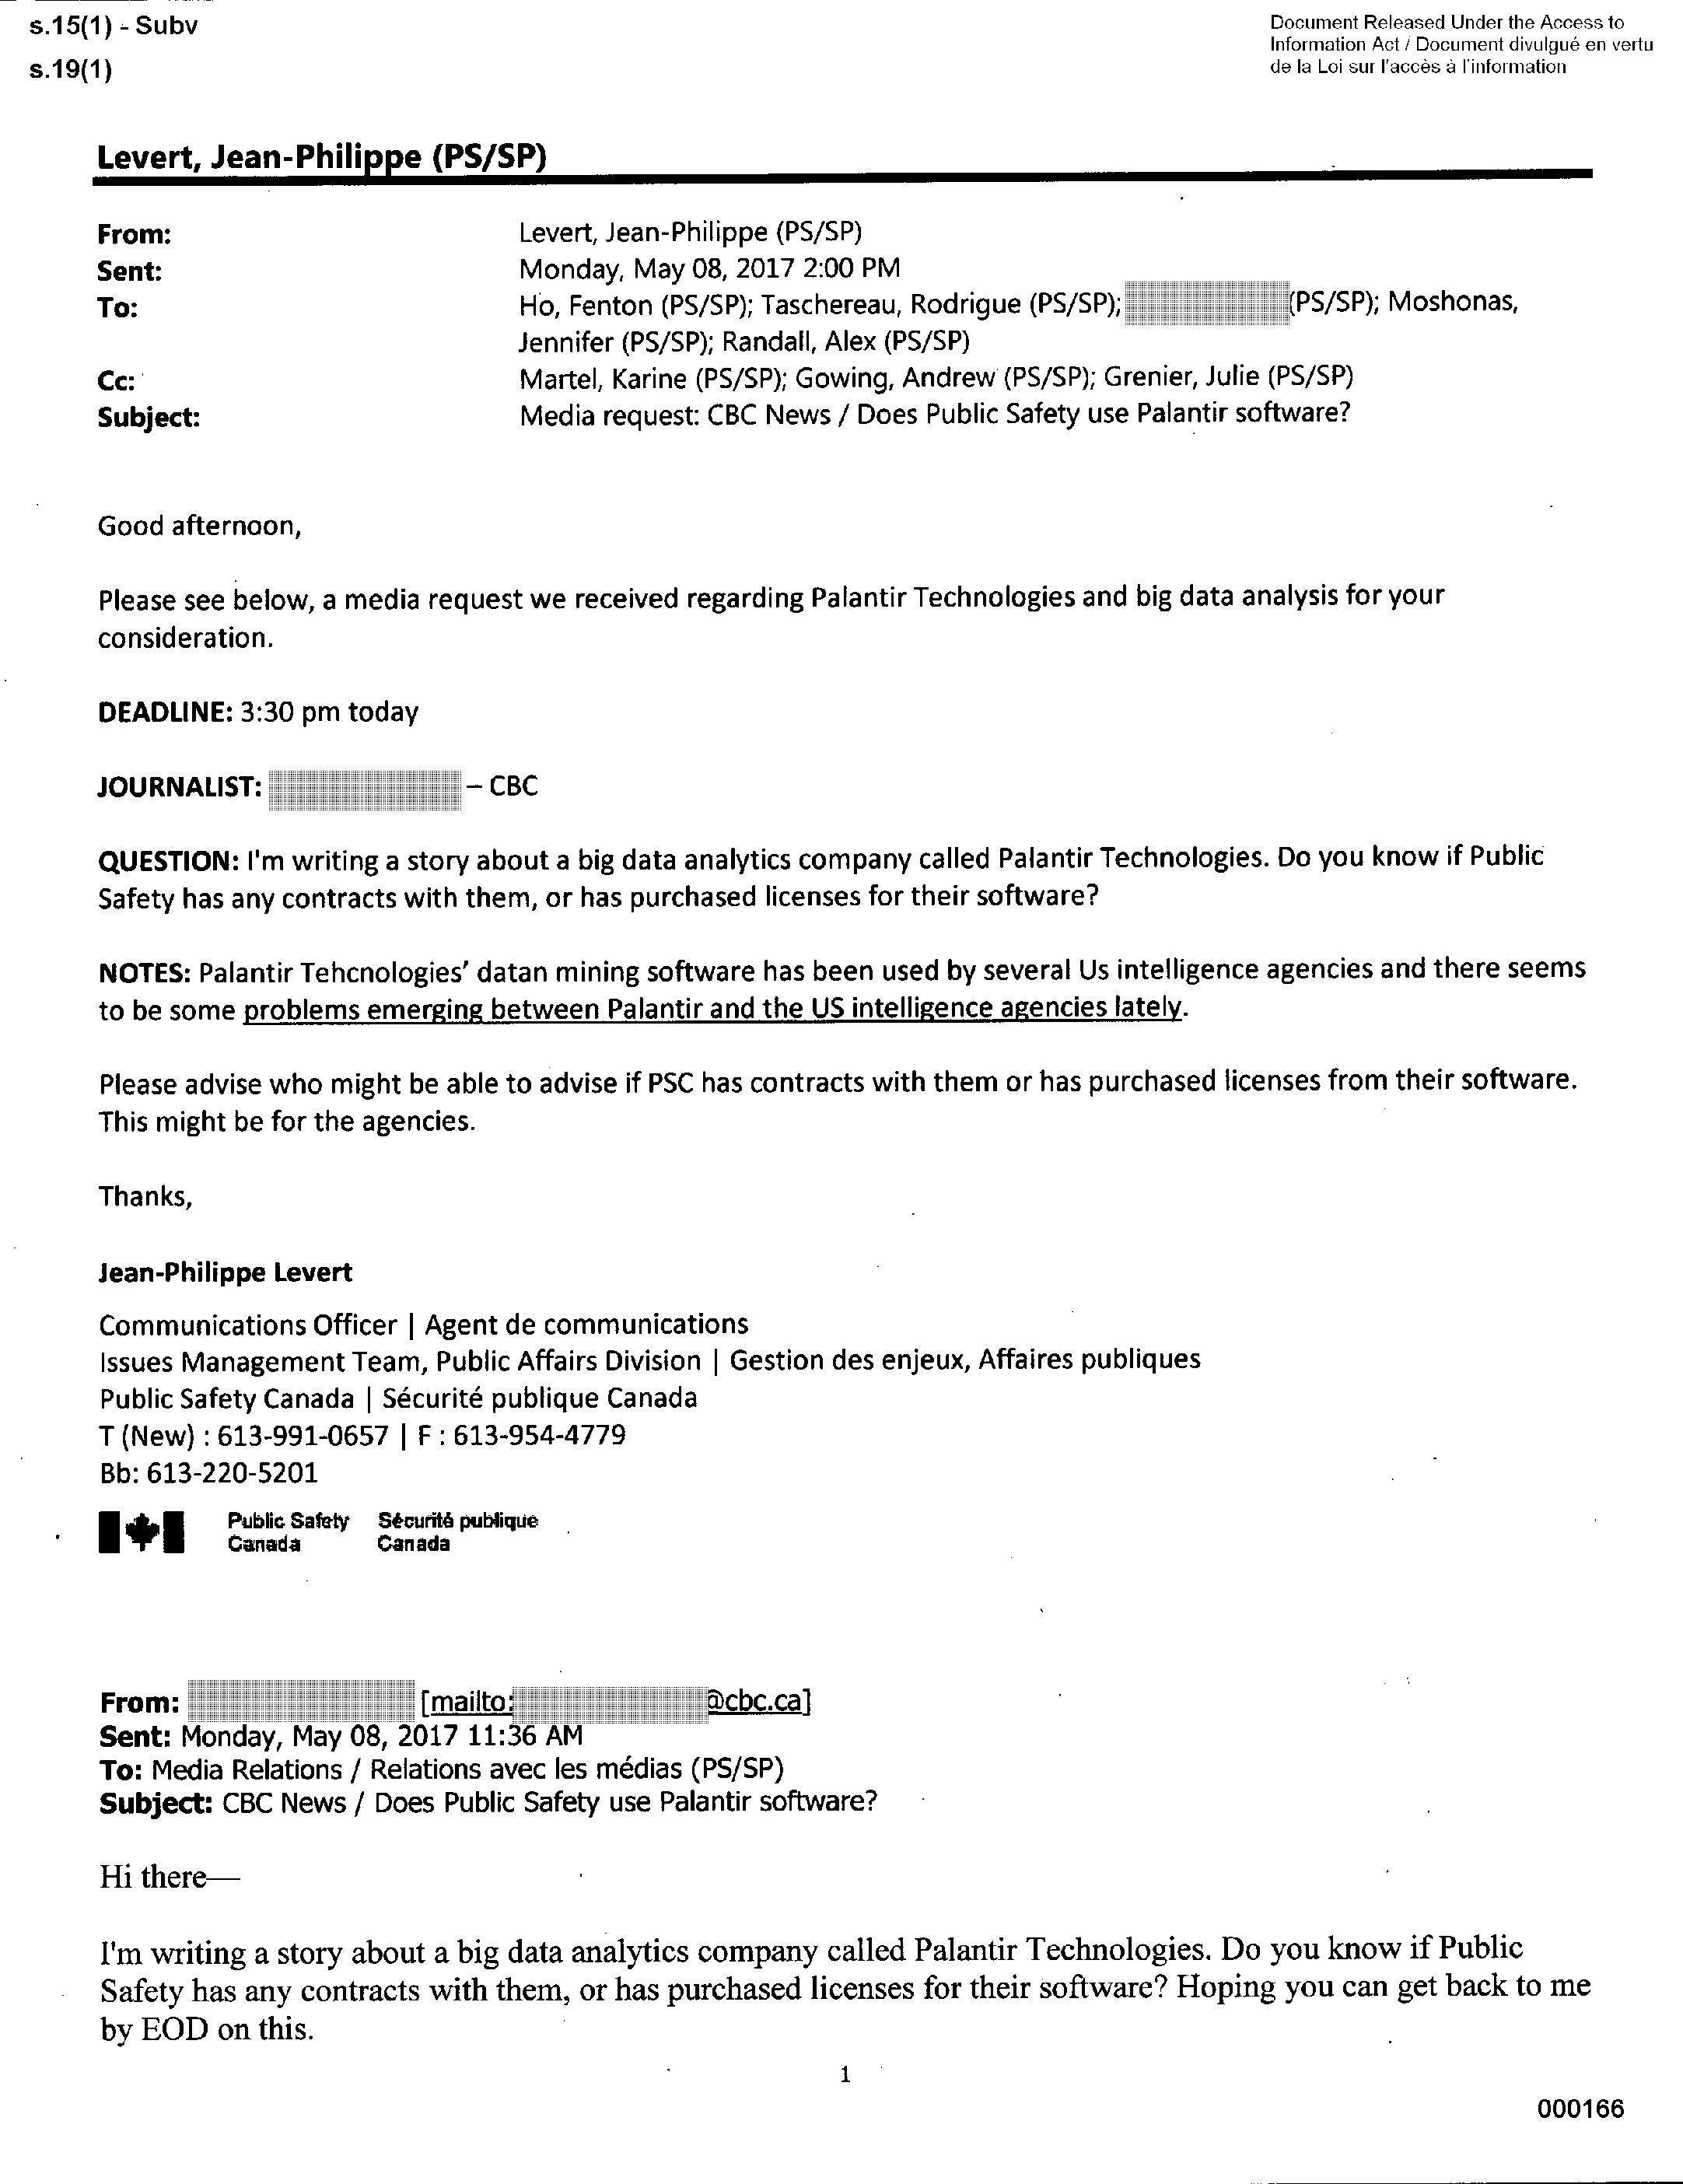 s.15(1) - Subv
s.19(1)
Document Released Under the Access to
Information Act / Document divulgué en vertu
de la Loi sur l'accès à l'information
Levert, Jean-Philippe (PS/SP)
From: Levert, Jean-Philippe (PS/SP)
Sent: Monday, May 08, 2017 2:00 PM
To: Ho, Fenton (PS/SP); Taschereau, Rodrigue (PS/SP); (PS/SP); Moshonas,
Jennifer (PS/SP); Randall, Alex (PS/SP)
Cc: Martel, Karine (PS/SP); Gowing, Andrew (PS/SP); Grenier, Julie (PS/SP)
Subject: Media request: CBC News / Does Public Safety use Palantir software?
Good afternoon,
Please see below, a media request we received regarding Palantir Technologies and big data analysis for your
consideration.
DEADLINE: 3:30 pm today
JOURNALIST: – CBC
QUESTION: I'm writing a story about a big data analytics company called Palantir Technologies. Do you know if Public
Safety has any contracts with them, or has purchased licenses for their software?
NOTES: Palantir Tehcnologies' datan mining software has been used by several Us intelligence agencies and there seems
to be some problems emerging between Palantir and the US intelligence agencies lately.
Please advise who might be able to advise if PSC has contracts with them or has purchased licenses from their software.
This might be for the agencies.
Thanks,
Jean-Philippe Levert
Communications Officer | Agent de communications
Issues Management Team, Public Affairs Division | Gestion des enjeux, Affaires publiques
Public Safety Canada | Sécurité publique Canada
T (New) : 613-991-0657 | F : 613-954-4779
Bb: 613-220-5201
Public Safety Sécurité publique
Canada Canada
From: [mailto: @cbc.ca]
Sent: Monday, May 08, 2017 11:36 AM
To: Media Relations / Relations avec les médias (PS/SP)
Subject: CBC News / Does Public Safety use Palantir software?
Hi there—
I'm writing a story about a big data analytics company called Palantir Technologies. Do you know if Public
Safety has any contracts with them, or has purchased licenses for their software? Hoping you can get back to me
by EOD on this.
1
000166